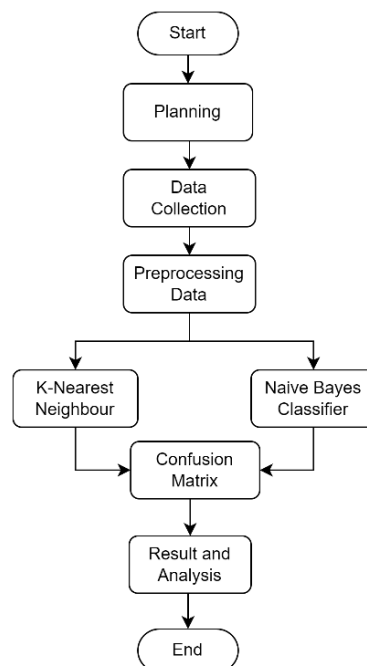 Start
Planning
Data
Collection
Preprocessing
Data
K-Nearest
Neighbour
Naive Bayes
Classifier
Confusion
Matrix
Result and
Analysis
End